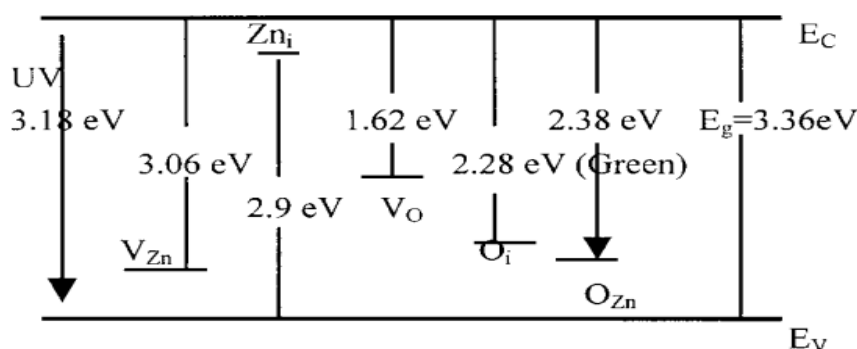 Zn_i E_C
UV
3.18 eV 1.62 eV 2.38 eV E_g=3.36eV
3.06 eV 2.28 eV (Green)
2.9 eV V_O
V_Zn O_i
O_Zn
E_V